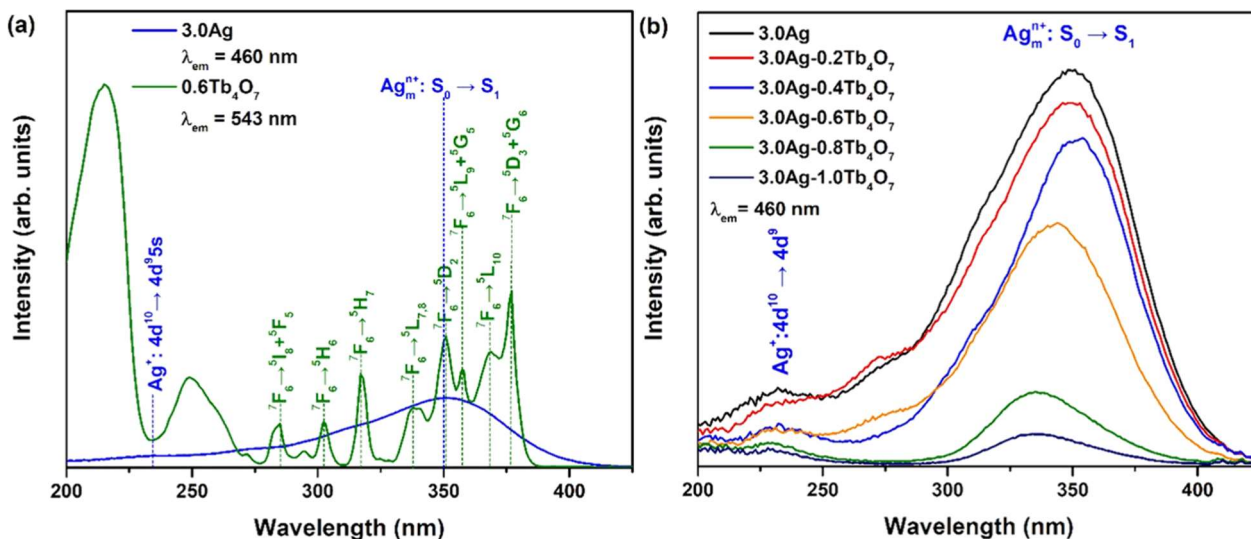 (a)
3.0Ag
λem = 460 nm
0.6Tb4O7
λem = 543 nm
Ag⁺: 4d¹⁰ → 4d⁹5s
⁷F₆→⁵I₈+⁵F₅
⁷F₆→⁵H₆
⁷F₆→⁵H₇
⁷F₆→⁵L₇,₈
⁷F₆→⁵D₂
⁷F₆→⁵L₉+⁵G₅
⁷F₆→⁵L₁₀
⁷F₆→⁵D₃+⁵G₆
Agₘⁿ⁺: S₀ → S₁
Intensity (arb. units)
200 250 300 350 400
Wavelength (nm)
(b)
3.0Ag
3.0Ag-0.2Tb4O7
3.0Ag-0.4Tb4O7
3.0Ag-0.6Tb4O7
3.0Ag-0.8Tb4O7
3.0Ag-1.0Tb4O7
λem= 460 nm
Agₘⁿ⁺: S₀ → S₁
Ag⁺:4d¹⁰ → 4d⁹
Intensity (arb. units)
200 250 300 350 400
Wavelength (nm)